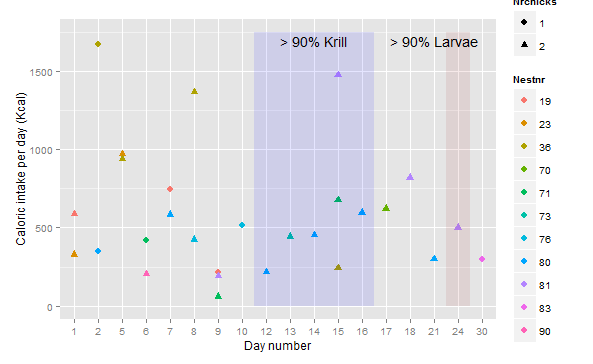 Nrchicks
1
2
Nestnr
19
23
36
70
71
73
76
80
81
83
90
> 90% Krill
> 90% Larvae
Caloric intake per day (Kcal)
1500
1000
500
0
1 2 5 6 7 8 9 10 12 13 14 15 16 17 18 21 24 30
Day number